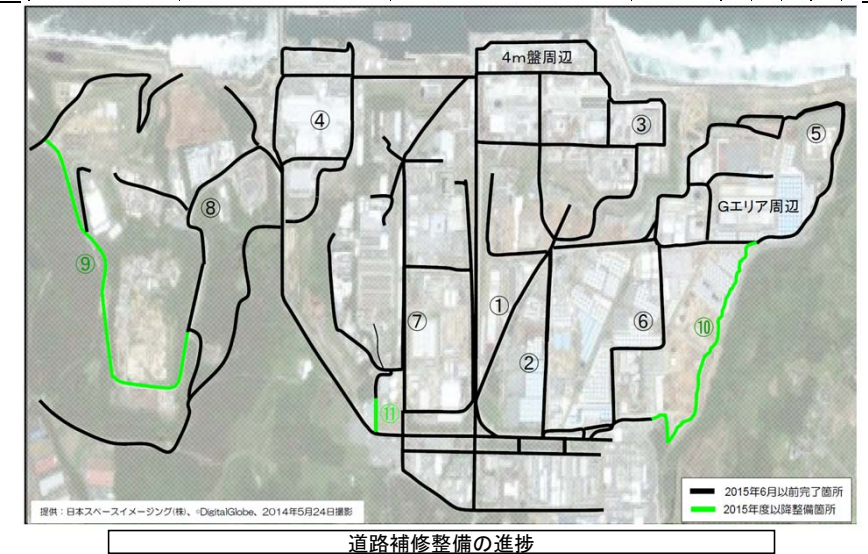 4m盤周辺
④
③
⑤
⑧
Gエリア周辺
⑨
①
⑦
⑥
⑩
②
⑪
2015年6月以前完了箇所
2015年度以降整備箇所
提供:日本スペースイメージング(株)、©DigitalGlobe、2014年5月24日撮影
道路補修整備の進捗